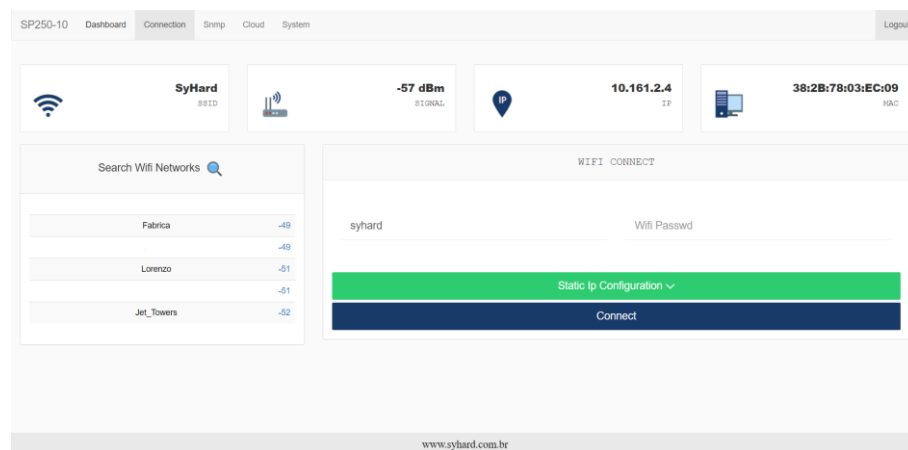 SP250-10 Dashboard Connection Snmp Cloud System Logout
SyHard
SSID
-57 dBm
SIGNAL
IP
10.161.2.4
IP
38:2B:78:03:EC:09
MAC
Search Wifi Networks
Fabrica -49
-49
Lorenzo -51
-51
Jet_Towers -52
WIFI CONNECT
syhard Wifi Passwd
Static Ip Configuration
Connect
www.syhard.com.br